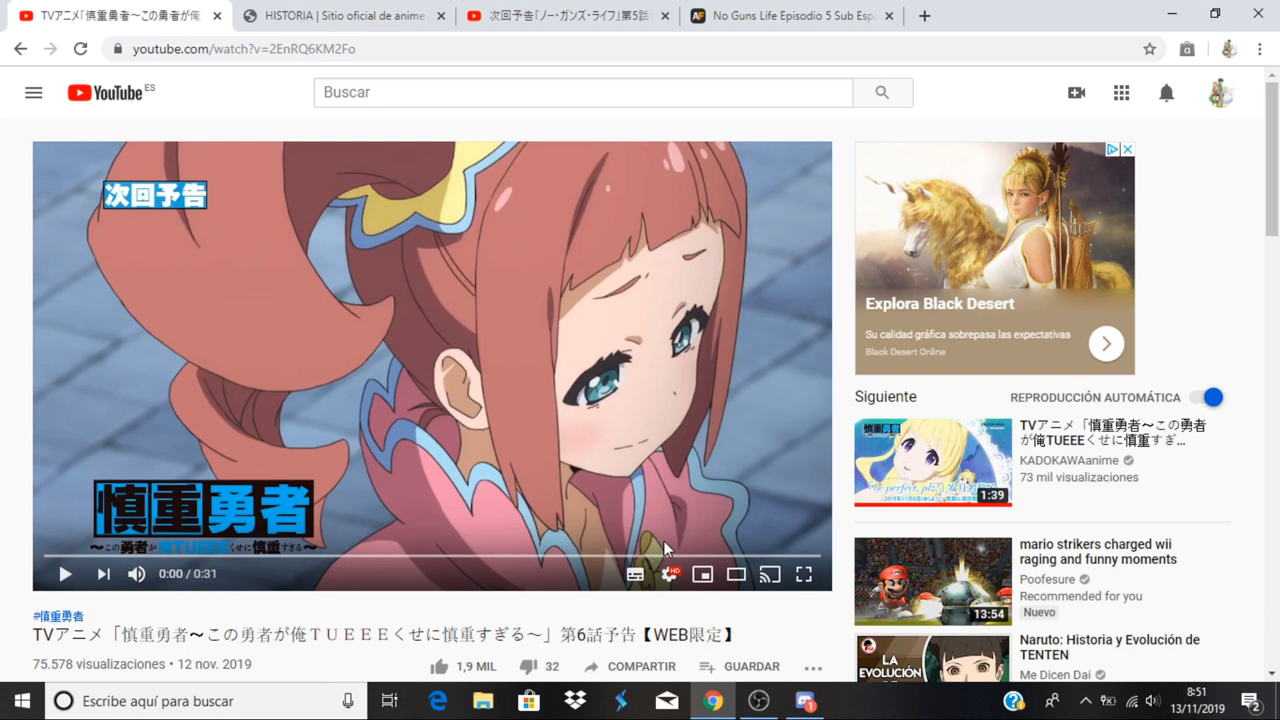 TVアニメ「慎重勇者～この勇者が俺
HISTORIA | Sitio oficial de anime
次回予告「ノー・ガンズ・ライフ」第5話
No Guns Life Episodio 5 Sub Esp
youtube.com/watch?v=2EnRQ6KM2Fo
YouTube ES
Buscar
次回予告
慎重勇者
～この勇者が俺TUEEEくせに慎重すぎる～
0:00 / 0:31
HD
#慎重勇者
TVアニメ「慎重勇者～この勇者が俺ＴＵＥＥＥくせに慎重すぎる～」第6話予告【WEB限定】
75.578 visualizaciones • 12 nov. 2019
1,9 MIL
32
COMPARTIR
GUARDAR
Explora Black Desert
Su calidad gráfica sobrepasa las expectativas
Black Desert Online
Siguiente
REPRODUCCIÓN AUTOMÁTICA
慎重勇者
1:39
TVアニメ「慎重勇者～この勇者
が俺TUEEEくせに慎重すぎ...
KADOKAWAanime
73 mil visualizaciones
13:54
mario strikers charged wii
raging and funny moments
Poofesure
Recommended for you
Nuevo
LA
EVOLUCIÓN
Naruto: Historia y Evolución de
TENTEN
Me Dicen Dai
Escribe aquí para buscar
8:51
13/11/2019
2